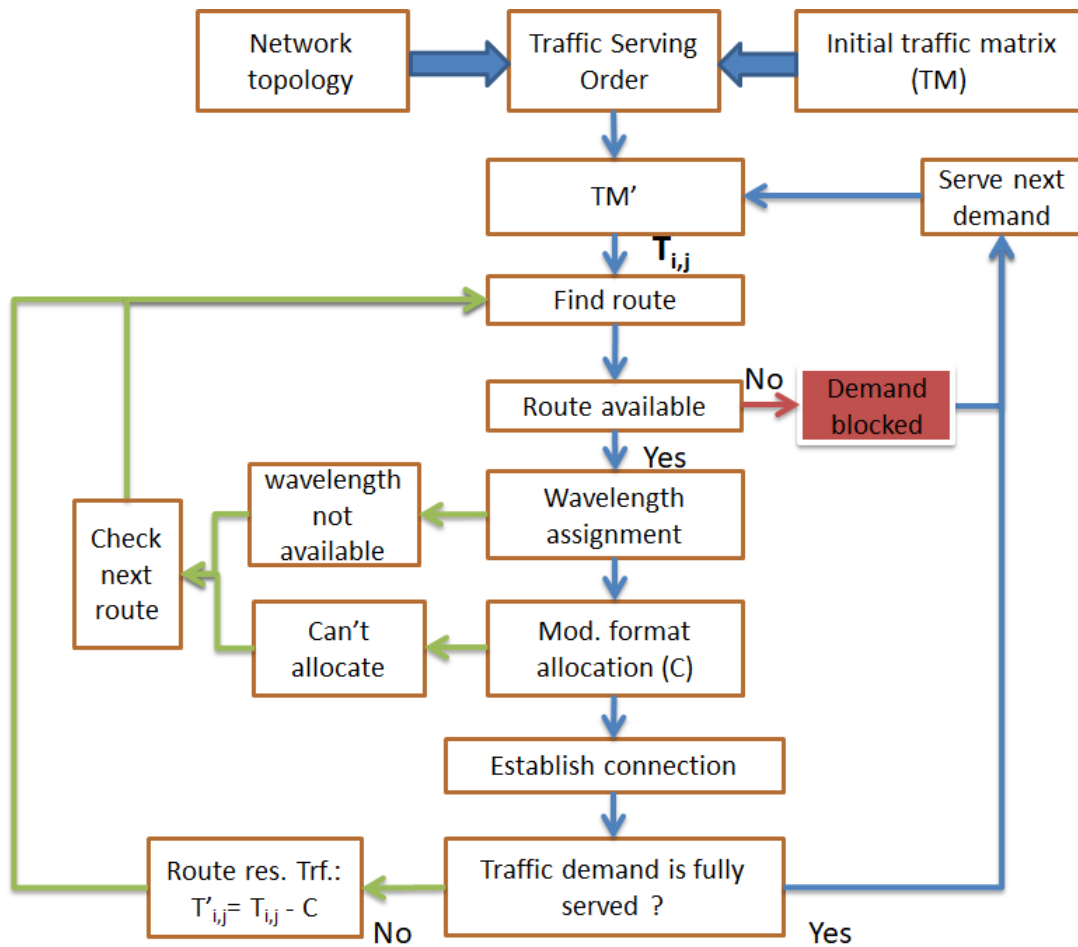 Network
topology
Traffic Serving
Order
Initial traffic matrix
(TM)
TM’
Serve next
demand
T i,j
Find route
Route available
No
Demand
blocked
Yes
wavelength
not
available
Wavelength
assignment
Check
next
route
Can’t
allocate
Mod. format
allocation (C)
Establish connection
Route res. Trf.:
T'i,j= Ti,j - C
No
Traffic demand is fully
served ?
Yes